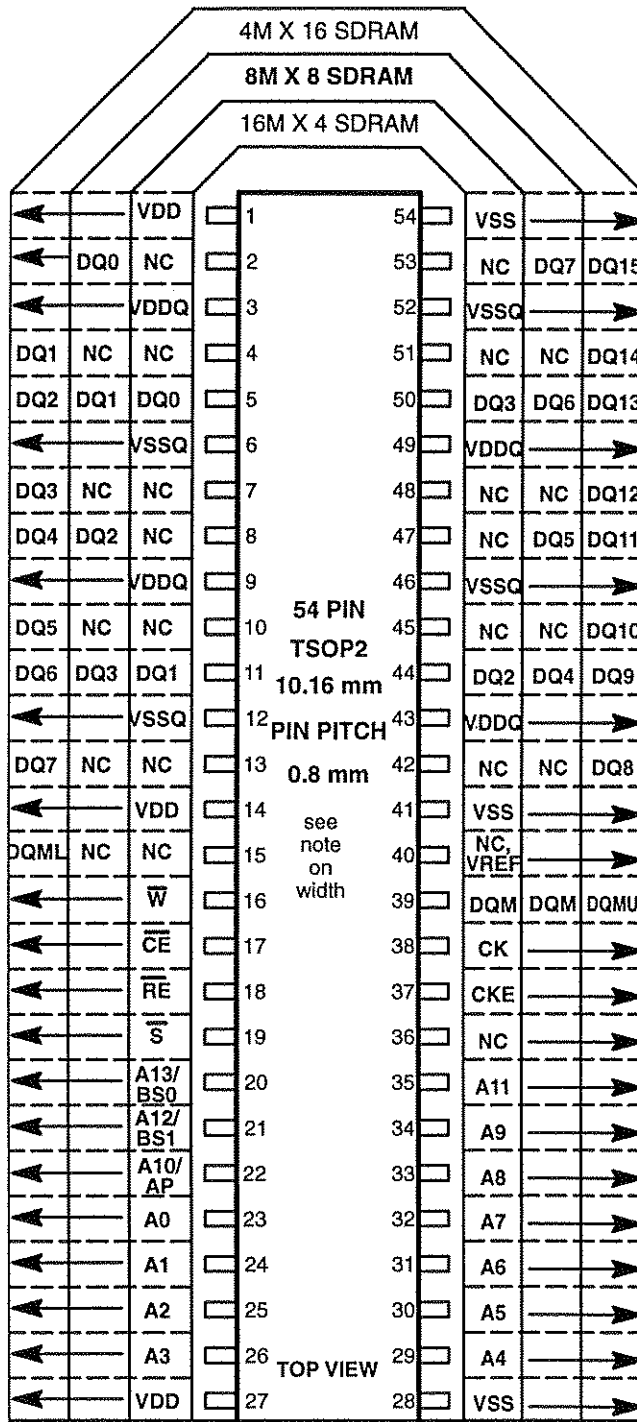 4M X 16 SDRAM
8M X 8 SDRAM
16M X 4 SDRAM
VDD 1 54 VSS
DQ0 NC 2 53 NC DQ7 DQ15
VDDQ 3 52 VSSQ
DQ1 NC NC 4 51 NC NC DQ14
DQ2 DQ1 DQ0 5 50 DQ3 DQ6 DQ13
VSSQ 6 49 VDDQ
DQ3 NC NC 7 48 NC NC DQ12
DQ4 DQ2 NC 8 47 NC DQ5 DQ11
VDDQ 9 46 VSSQ
54 PIN
DQ5 NC NC 10 45 NC NC DQ10
TSOP2
DQ6 DQ3 DQ1 11 44 DQ2 DQ4 DQ9
10.16 mm
VSSQ 12 43 VDDQ
PIN PITCH
DQ7 NC NC 13 42 NC NC DQ8
0.8 mm
VDD 14 41 VSS
see
note
on
width
DQML NC NC 15 40 NC,
VREF
W̅ 16 39 DQM DQM DQMU
C̅E̅ 17 38 CK
R̅E̅ 18 37 CKE
S̅ 19 36 NC
A13/
BS0 20 35 A11
A12/
BS1 21 34 A9
A10/
AP 22 33 A8
A0 23 32 A7
A1 24 31 A6
A2 25 30 A5
A3 26 29 A4
TOP VIEW
VDD 27 28 VSS